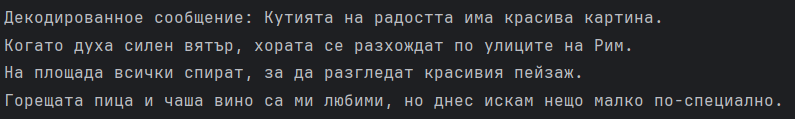 Декодированное сообщение: Кутията на радостта има красива картина.
Когато духа силен вятър, хората се разхождат по улиците на Рим.
На площада всички спират, за да разгледат красивия пейзаж.
Горещата пица и чаша вино са ми любими, но днес искам нещо малко по-специално.